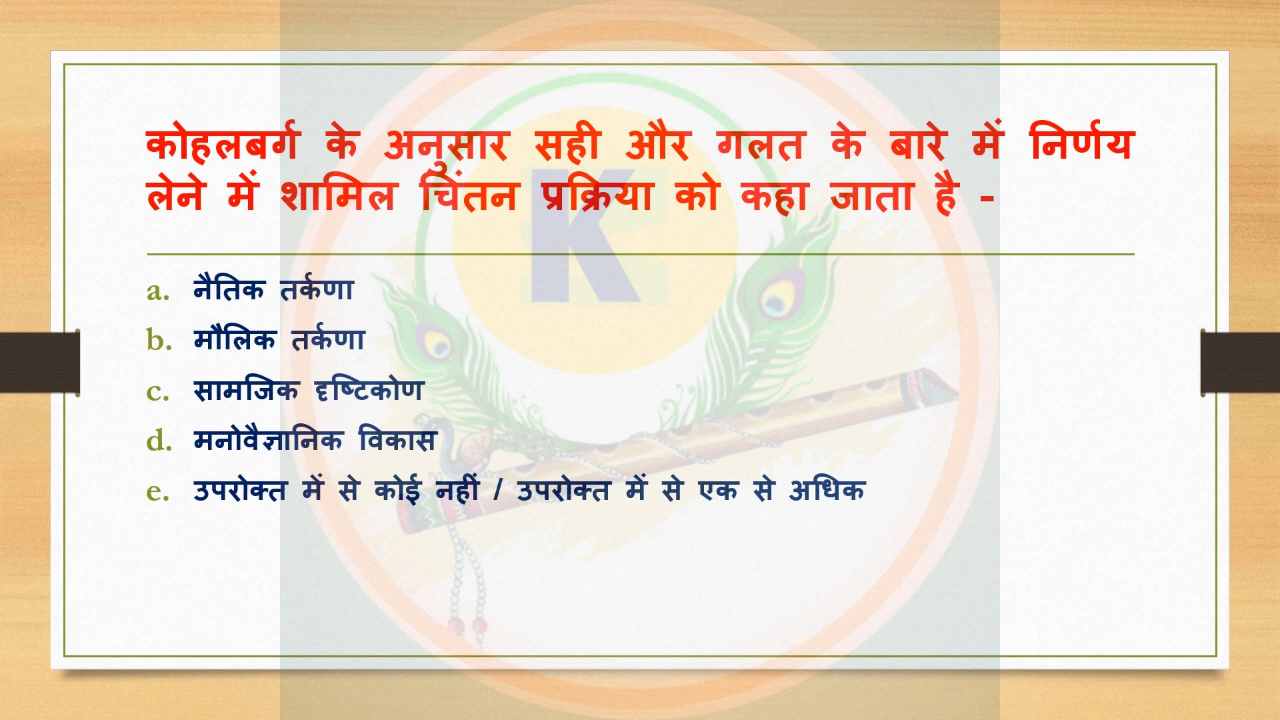 कोहलबर्ग के अनुसार सही और गलत के बारे में निर्णय
लेने में शामिल चिंतन प्रक्रिया को कहा जाता है -
K
a. नैतिक तर्कणा
b. मौलिक तर्कणा
c. सामजिक दृष्टिकोण
d. मनोवैज्ञानिक विकास
e. उपरोक्त में से कोई नहीं / उपरोक्त में से एक से अधिक